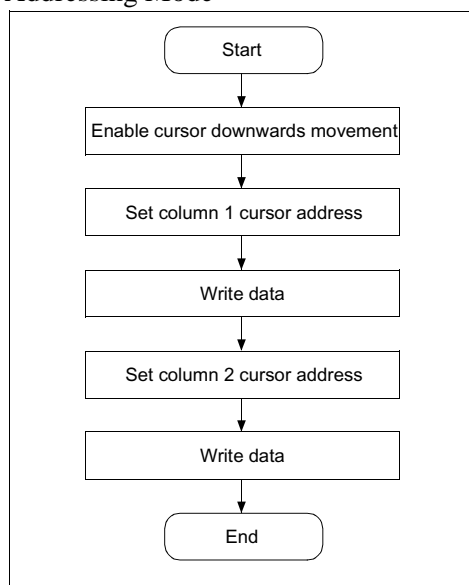 Addressing Mode
Start
Enable cursor downwards movement
Set column 1 cursor address
Write data
Set column 2 cursor address
Write data
End